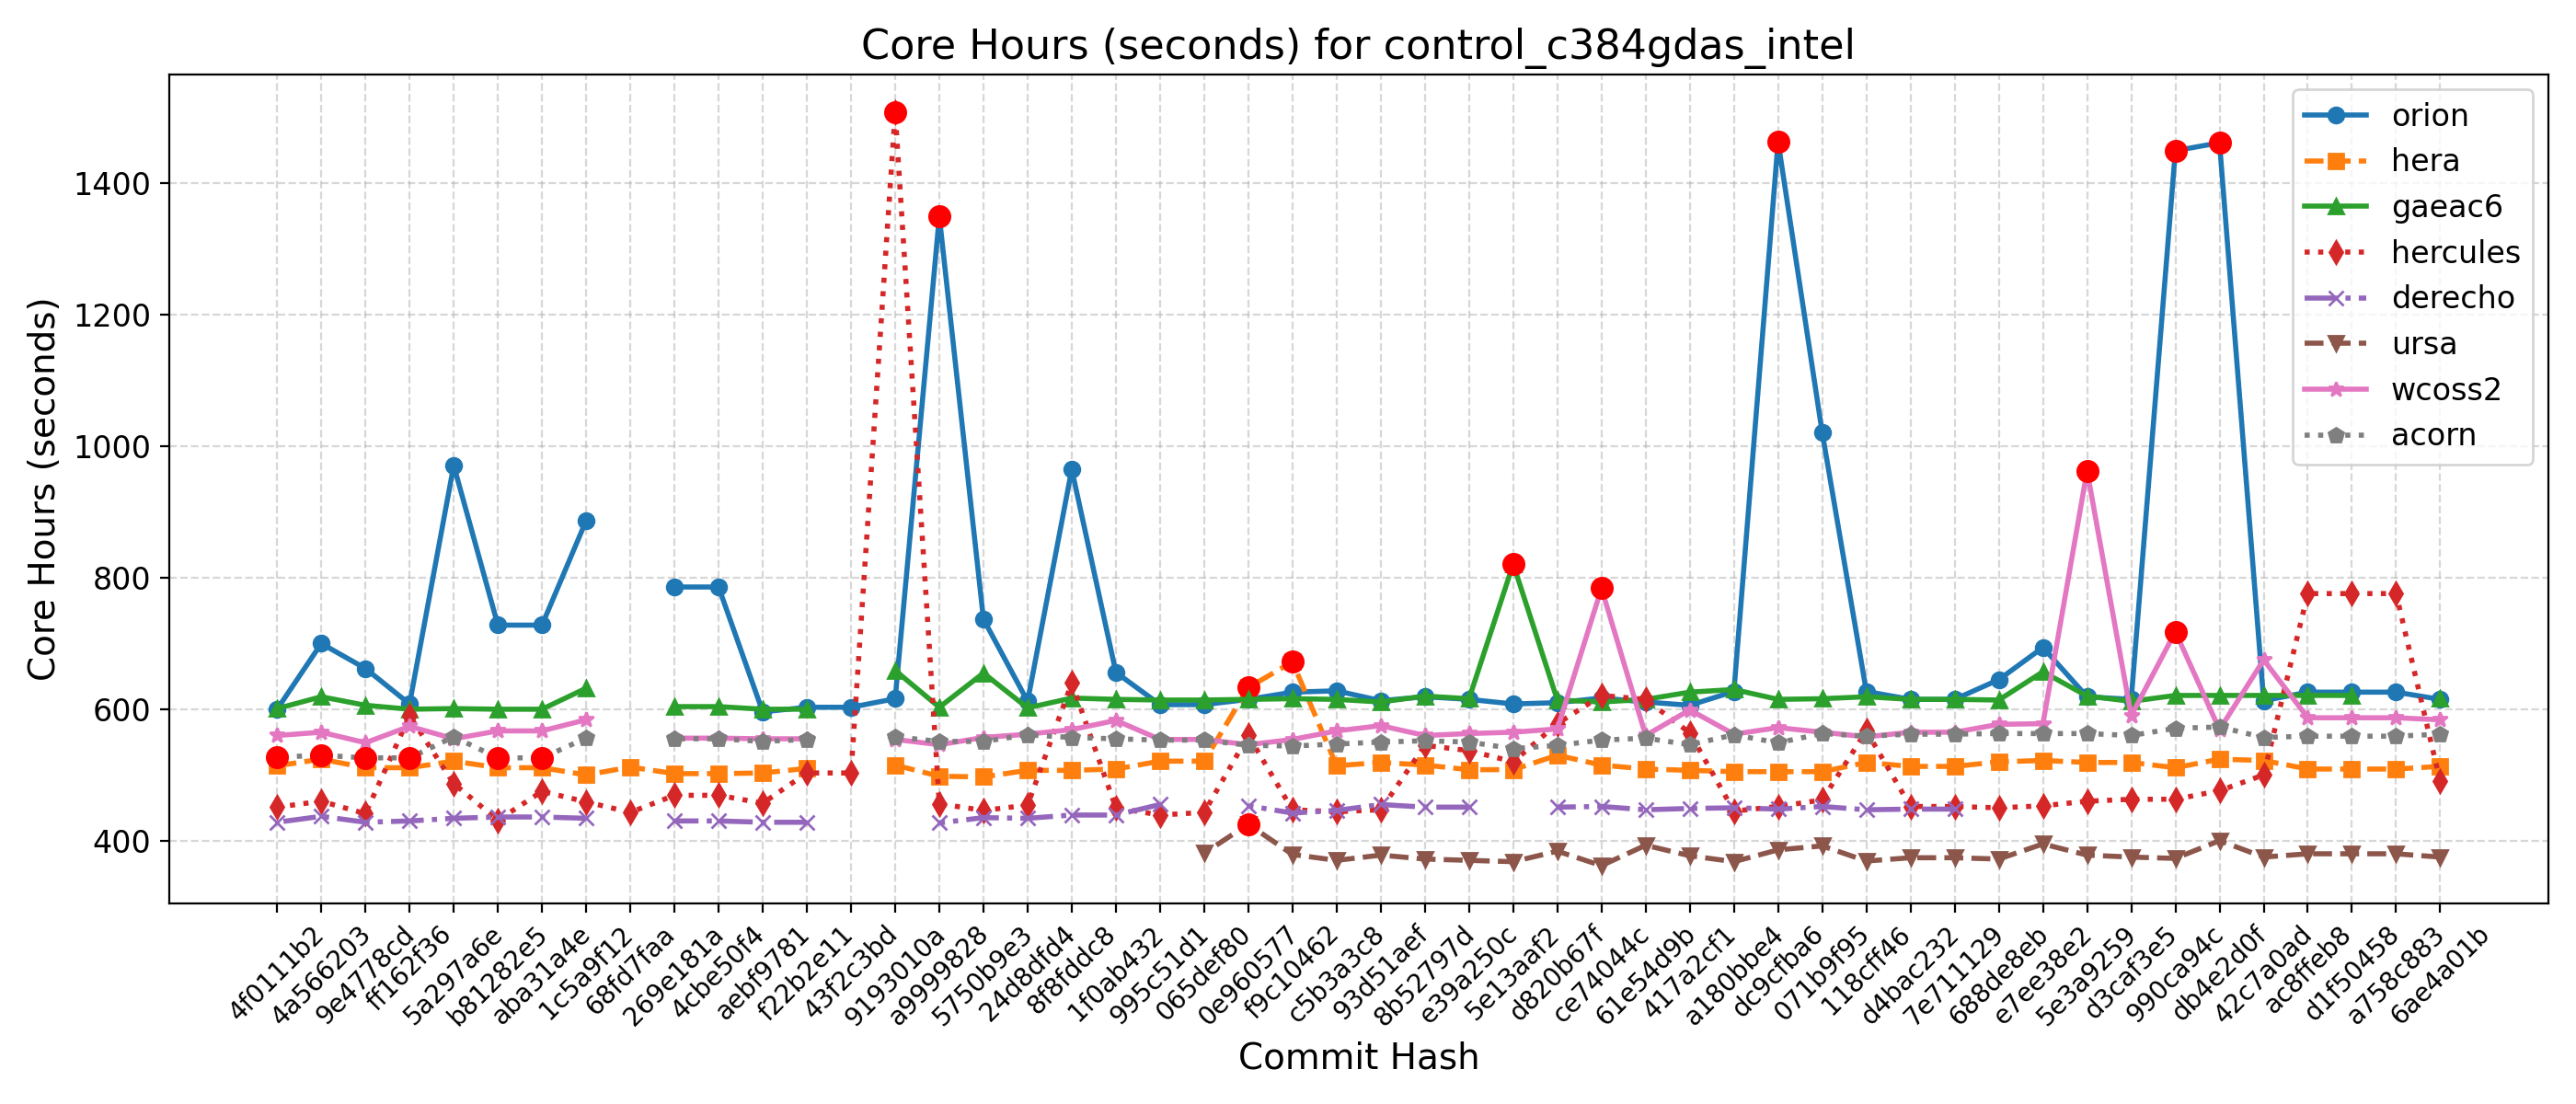 Core Hours (seconds) for control_c384gdas_intel
Core Hours (seconds)
1400
1200
1000
800
600
400
orion
hera
gaeac6
hercules
derecho
ursa
wcoss2
acorn
4f0111b2
4a566203
9e4778cd
ff162f36
5a297a6e
b81282e5
aba31a4e
1c5a9f12
68fd7faa
269e181a
4cbe50f4
aebf9781
f22b2e11
43f2c3bd
9193010a
a9999828
5750b9e3
24d8dfd4
8f8fddc8
1f0ab432
995c51d1
065def80
0e960577
f9c10462
c5b3a3c8
93d51aef
8b52797d
e39a250c
5e13aaf2
d820b67f
ce74044c
61e54d9b
417a2cf1
a180bbe4
dc9cfba6
071b9f95
118cff46
d4bac232
7e711129
688de8eb
e7ee38e2
5e3a9259
d3caf3e5
990ca94c
db4e2d0f
42c7a0ad
ac8ffeb8
d1f50458
a758c883
6ae4a01b
Commit Hash